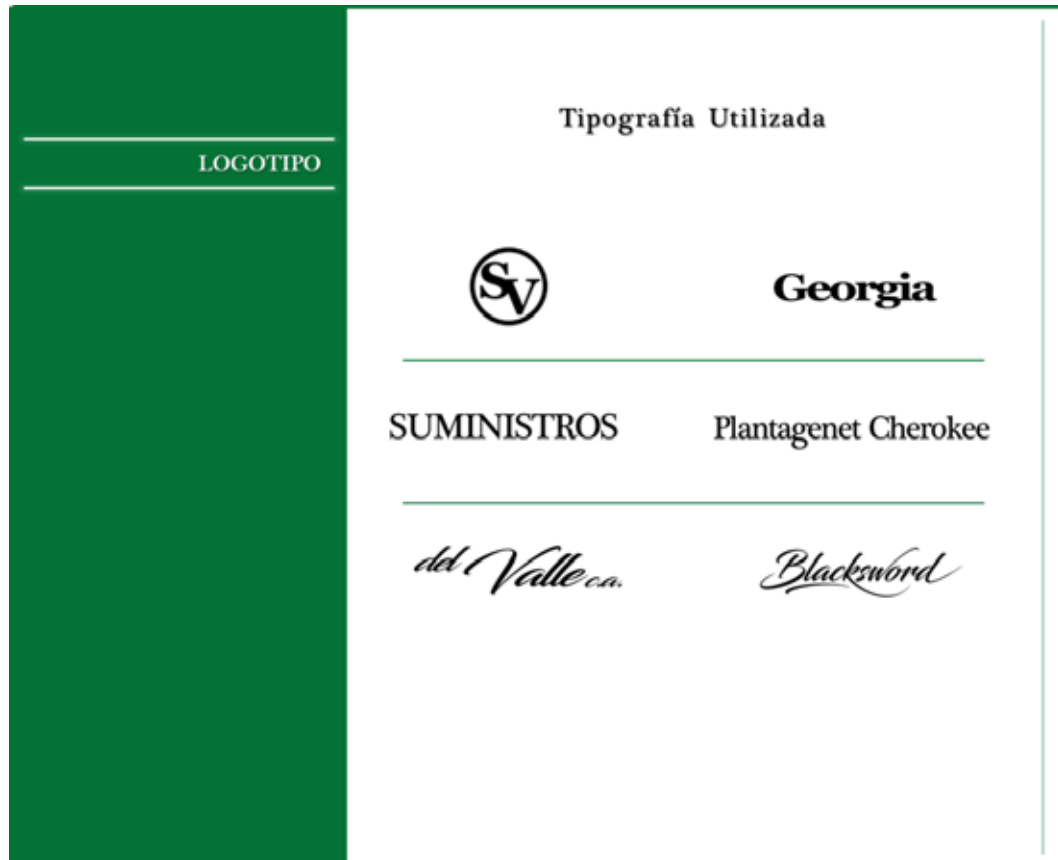 Tipografía Utilizada
LOGOTIPO
SV
Georgia
SUMINISTROS
Plantagenet Cherokee
del Valle c.a.
Blacksword